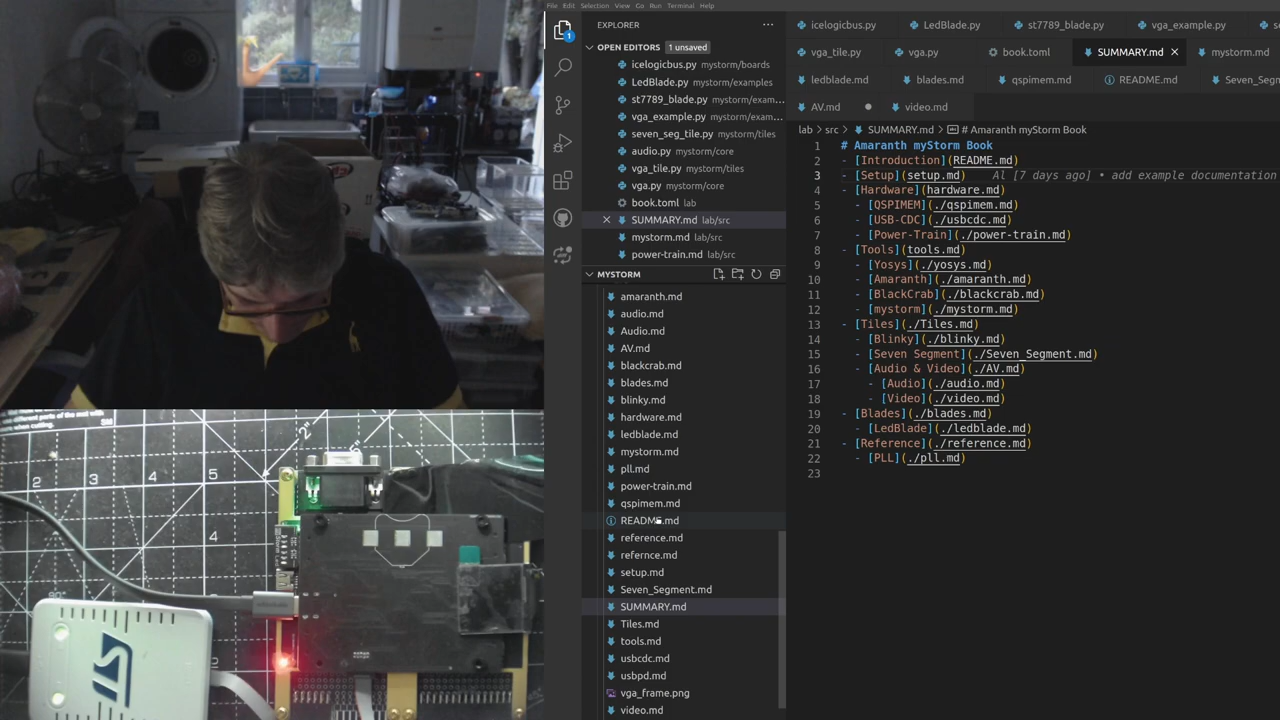 File Edit Selection View Go Run Terminal Help
EXPLORER
OPEN EDITORS 1 unsaved
icelogicbus.py mystorm/boards
LedBlade.py mystorm/examples
st7789_blade.py mystorm/exam...
vga_example.py mystorm/exam...
seven_seg_tile.py mystorm/tiles
audio.py mystorm/core
vga_tile.py mystorm/tiles
vga.py mystorm/core
book.toml lab
SUMMARY.md lab/src
mystorm.md lab/src
power-train.md lab/src
MYSTORM
amaranth.md
audio.md
Audio.md
AV.md
blackcrab.md
blades.md
blinky.md
hardware.md
ledblade.md
mystorm.md
pll.md
power-train.md
qspimem.md
README.md
reference.md
refernce.md
setup.md
Seven_Segment.md
SUMMARY.md
Tiles.md
tools.md
usbcdc.md
usbpd.md
vga_frame.png
video.md
icelogicbus.py LedBlade.py st7789_blade.py vga_example.py
vga_tile.py vga.py book.toml SUMMARY.md mystorm.md
ledblade.md blades.md qspimem.md README.md Seven_Segm
AV.md video.md
lab > src > SUMMARY.md > # Amaranth myStorm Book
1 # Amaranth myStorm Book
2 - [Introduction](README.md)
3 - [Setup](setup.md) Al [7 days ago] • add example documentation
4 - [Hardware](hardware.md)
5 - [QSPIMEM](./qspimem.md)
6 - [USB-CDC](./usbcdc.md)
7 - [Power-Train](./power-train.md)
8 - [Tools](tools.md)
9 - [Yosys](./yosys.md)
10 - [Amaranth](./amaranth.md)
11 - [BlackCrab](./blackcrab.md)
12 - [mystorm](./mystorm.md)
13 - [Tiles](./Tiles.md)
14 - [Blinky](./blinky.md)
15 - [Seven Segment](./Seven_Segment.md)
16 - [Audio & Video](./AV.md)
17 - [Audio](./audio.md)
18 - [Video](./video.md)
19 - [Blades](./blades.md)
20 - [LedBlade](./ledblade.md)
21 - [Reference](./reference.md)
22 - [PLL](./pll.md)
23
1
2 3 4 5
5
4
3
2"